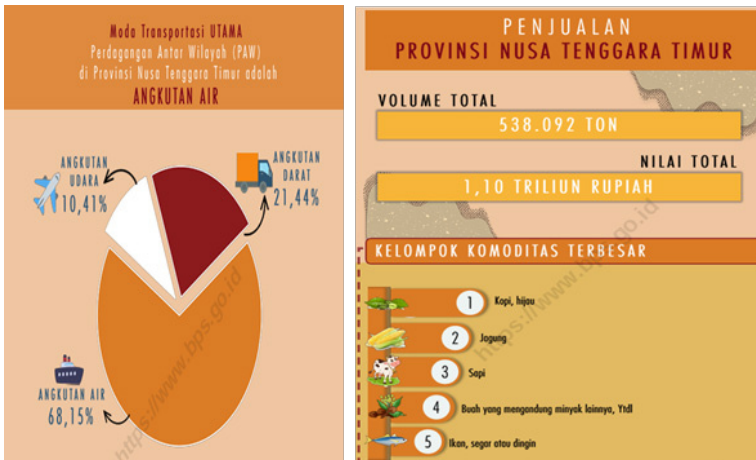 Moda Transportasi UTAMA
Perdagangan Antar Wilayah (PAW)
di Provinsi Nusa Tenggara Timur adalah
ANGKUTAN AIR
ANGKUTAN
UDARA
10,41%
ANGKUTAN
DARAT
21,44%
ANGKUTAN AIR
68,15%
https://www.bps.go.id
PENJUALAN
PROVINSI NUSA TENGGARA TIMUR
VOLUME TOTAL
538.092 TON
NILAI TOTAL
1,10 TRILIUN RUPIAH
KELOMPOK KOMODITAS TERBESAR
1 Kopi, hijau
2 Jagung
3 Sapi
4 Buah yang mengandung minyak lainnya, Ytdl
5 Ikan, segar atau dingin
https://www.bps.go.id